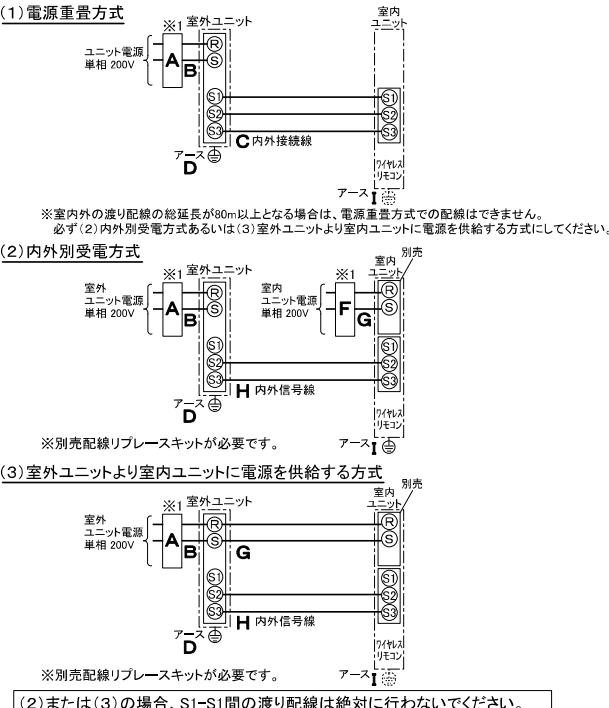 (1)電源重畳方式
※1 室外ユニット
室内
ユニット
ユニット電源
単相 200V
A
B
R
S
S1
S2
S3
S1
S2
S3
C 内外接続線
アース
D
ワイヤレス
リモコン
アース I
※室内外の渡り配線の総延長が80m以上となる場合は、電源重畳方式での配線はできません。
必ず(2)内外別受電方式あるいは(3)室外ユニットより室内ユニットに電源を供給する方式にしてください。
(2)内外別受電方式
※1 室外ユニット
室外
ユニット電源
単相 200V
A
B
R
S
S1
S2
S3
※1
室内
ユニット電源
単相 200V
F
G
室内
ユニット
別売
R
S
S1
S2
S3
H 内外信号線
アース
D
ワイヤレス
リモコン
アース I
※別売配線リプレースキットが必要です。
(3)室外ユニットより室内ユニットに電源を供給する方式
※1 室外ユニット
室内
ユニット
別売
室外
ユニット電源
単相 200V
A
B
R
S
G
R
S
S1
S2
S3
S1
S2
S3
H 内外信号線
アース
D
ワイヤレス
リモコン
アース I
※別売配線リプレースキットが必要です。
(2)または(3)の場合、S1-S1間の渡り配線は絶対に行わないでください。